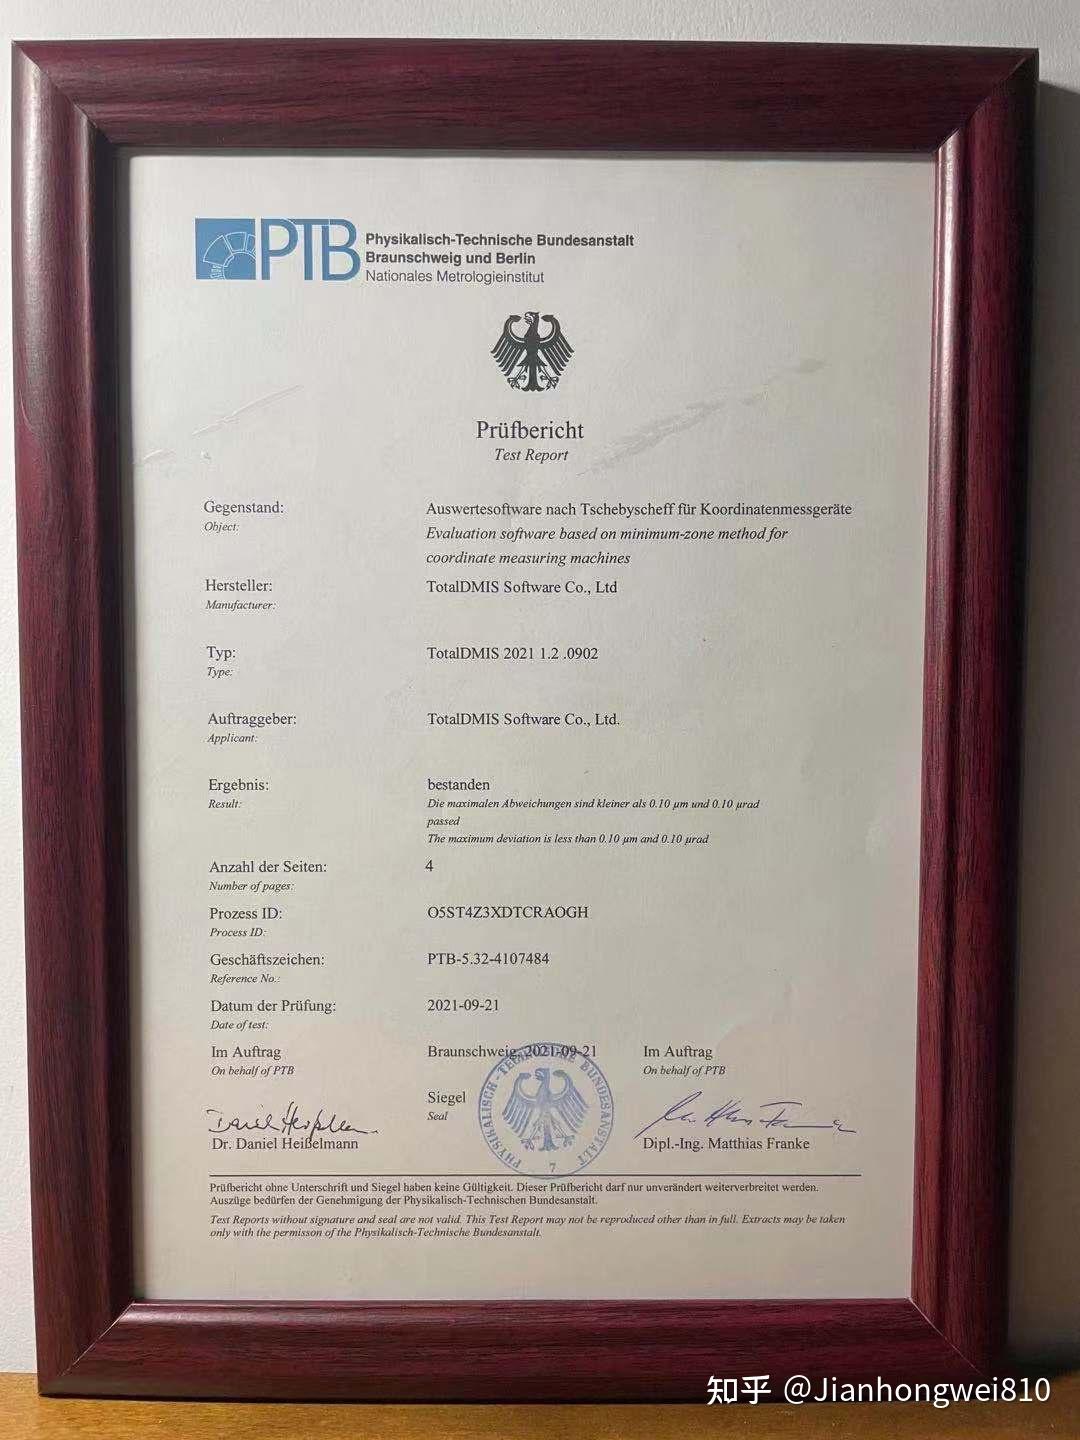 PTB
Physikalisch-Technische Bundesanstalt
Braunschweig und Berlin
Nationales Metrologieinstitut
Prüfbericht
Test Report
Gegenstand:
Object:
Auswertesoftware nach Tschebyscheff für Koordinatenmessgeräte
Evaluation software based on minimum-zone method for
coordinate measuring machines
Hersteller:
Manufacturer:
TotalDMIS Software Co., Ltd
Typ:
Type:
TotalDMIS 2021 1.2 .0902
Auftraggeber:
Applicant:
TotalDMIS Software Co., Ltd.
Ergebnis:
Result:
bestanden
Die maximalen Abweichungen sind kleiner als 0.10 µm und 0.10 µrad
passed
The maximum deviation is less than 0.10 µm and 0.10 µrad
Anzahl der Seiten:
Number of pages:
4
Prozess ID:
Process ID:
O5ST4Z3XDTCRAOGH
Geschäftszeichen:
Reference No.:
PTB-5.32-4107484
Datum der Prüfung:
Date of test:
2021-09-21
Im Auftrag
On behalf of PTB
Braunschweig, 2021-09-21
Siegel
Seal
PHYSIKALISCH-TECHNISCHE BUNDESANSTALT
7
Im Auftrag
On behalf of PTB
Dr. Daniel Heißelmann
Dipl.-Ing. Matthias Franke
Prüfbericht ohne Unterschrift und Siegel haben keine Gültigkeit. Dieser Prüfbericht darf nur unverändert weiterverbreitet werden.
Auszüge bedürfen der Genehmigung der Physikalisch-Technischen Bundesanstalt.
Test Reports without signature and seal are not valid. This Test Report may not be reproduced other than in full. Extracts may be taken
only with the permisson of the Physikalisch-Technische Bundesanstalt.
知乎 @Jianhongwei810